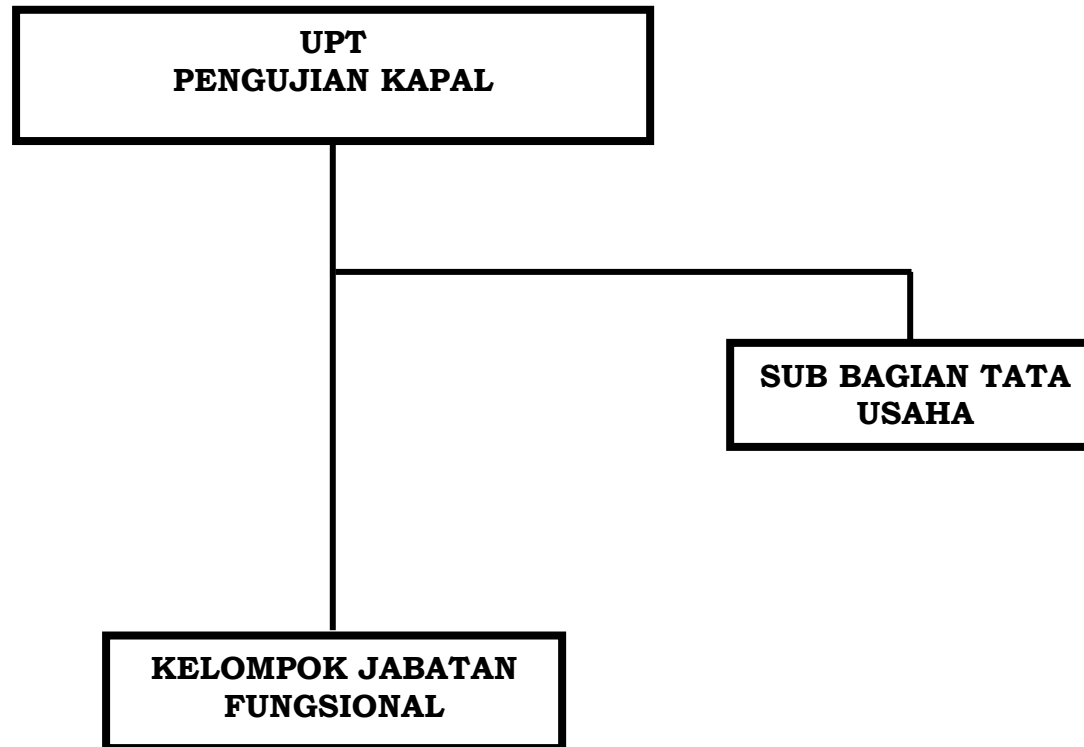 UPT
PENGUJIAN KAPAL
SUB BAGIAN TATA
USAHA
KELOMPOK JABATAN
FUNGSIONAL